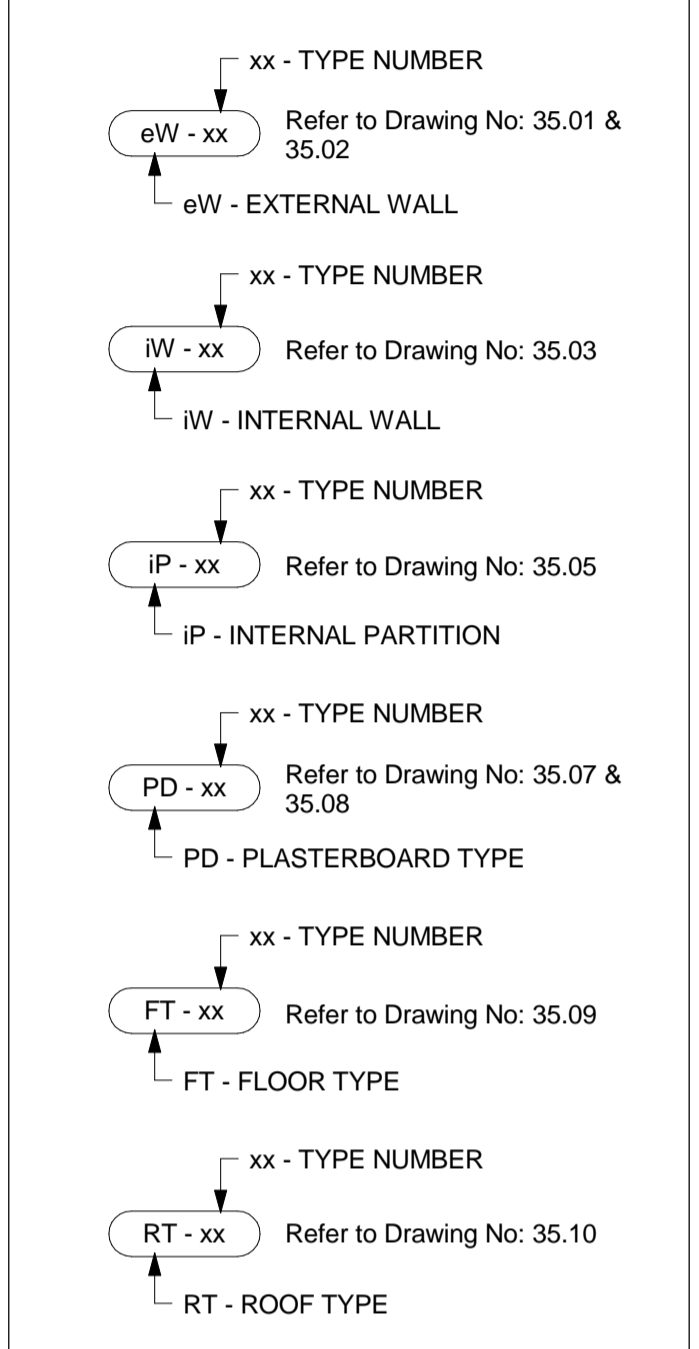 xx - TYPE NUMBER
eW - xx
Refer to Drawing No: 35.01 &
35.02
eW - EXTERNAL WALL
xx - TYPE NUMBER
iW - xx
Refer to Drawing No: 35.03
iW - INTERNAL WALL
xx - TYPE NUMBER
iP - xx
Refer to Drawing No: 35.05
iP - INTERNAL PARTITION
xx - TYPE NUMBER
PD - xx
Refer to Drawing No: 35.07 &
35.08
PD - PLASTERBOARD TYPE
xx - TYPE NUMBER
FT - xx
Refer to Drawing No: 35.09
FT - FLOOR TYPE
xx - TYPE NUMBER
RT - xx
Refer to Drawing No: 35.10
RT - ROOF TYPE